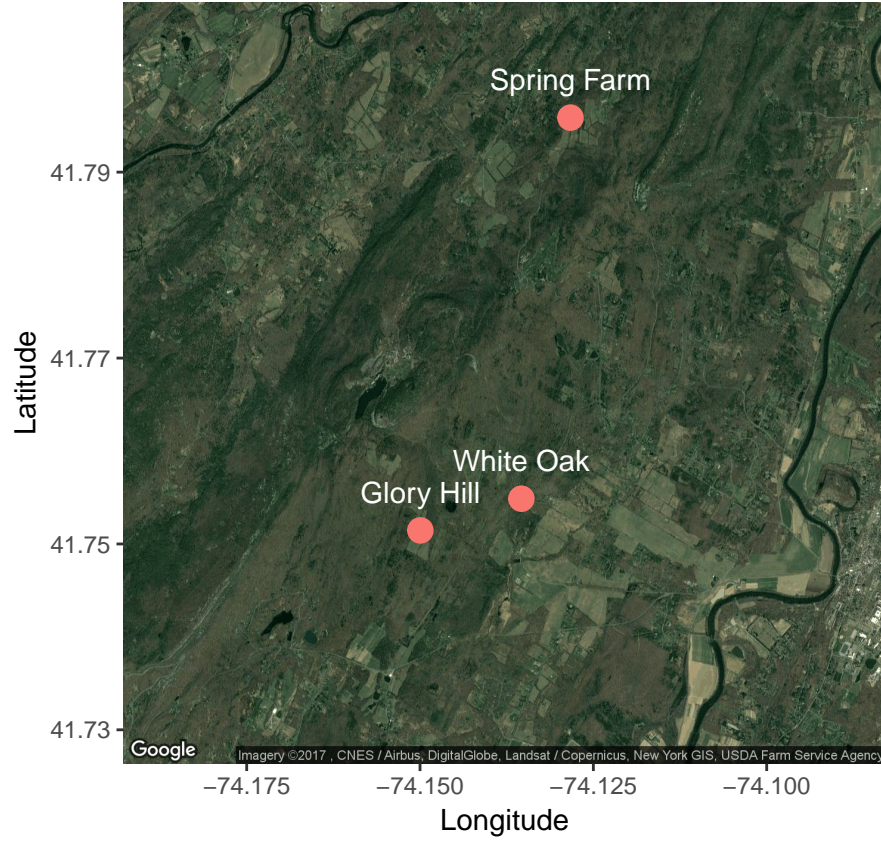 Spring Farm
41.79
41.77
White Oak
Glory Hill
41.75
41.73
Latitude
Google
Imagery ©2017 , CNES / Airbus, DigitalGlobe, Landsat / Copernicus, New York GIS, USDA Farm Service Agency
−74.175
−74.150
−74.125
−74.100
Longitude